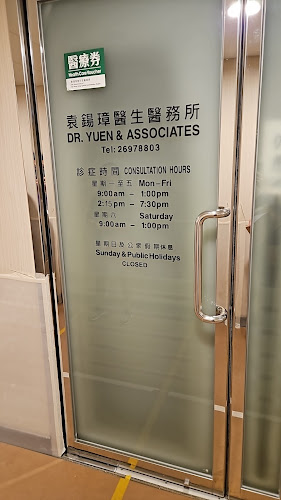 醫療券
Health Care Voucher
袁鍚璋醫生醫務所
DR. YUEN & ASSOCIATES
Tel: 26978803
診症時間 CONSULTATION HOURS
星期一至五 Mon-Fri
9:00am - 1:00pm
2:15pm - 7:30pm
星期六 Saturday
9:00am - 1:00pm
星期日及公眾假期休息
Sunday & Public Holidays
CLOSED